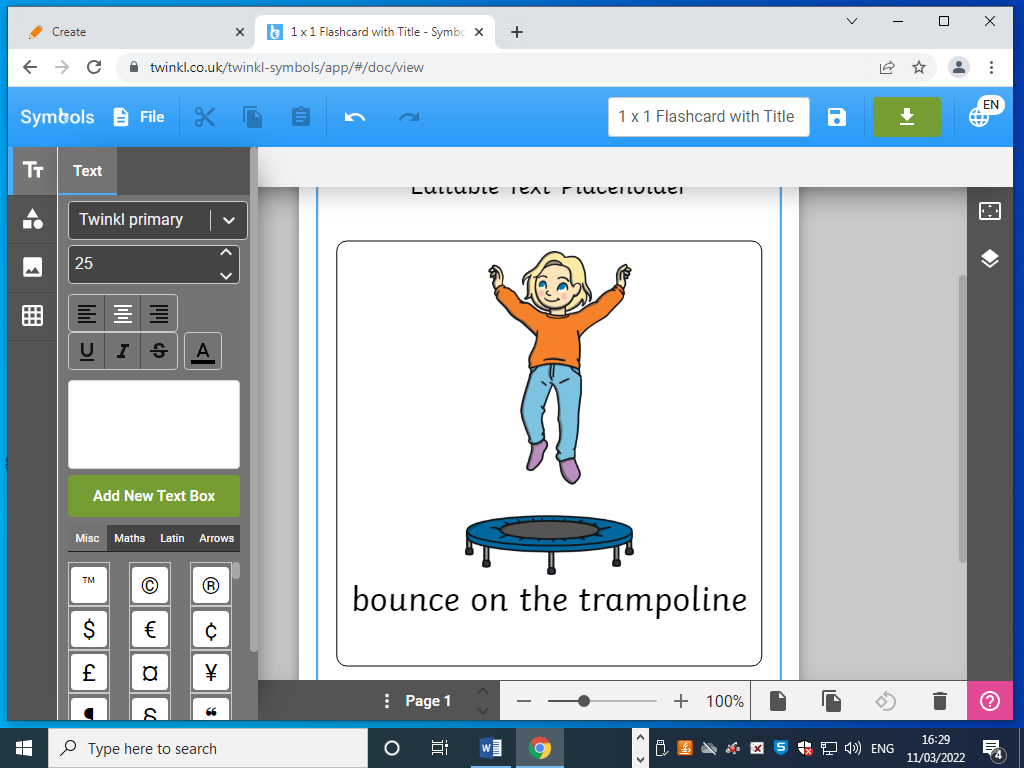 Create
1 x 1 Flashcard with Title - Symbo
twinkl.co.uk/twinkl-symbols/app/#/doc/view
Symbols
File
1 x 1 Flashcard with Title
EN
Text
Editable Text Placeholder
Twinkl primary
25
U I S A
Add New Text Box
Misc Maths Latin Arrows
™ © ®
$ € ¢
£ ¤ ¥
¶ § “
bounce on the trampoline
Page 1
100%
Type here to search
ENG
16:29
11/03/2022
4